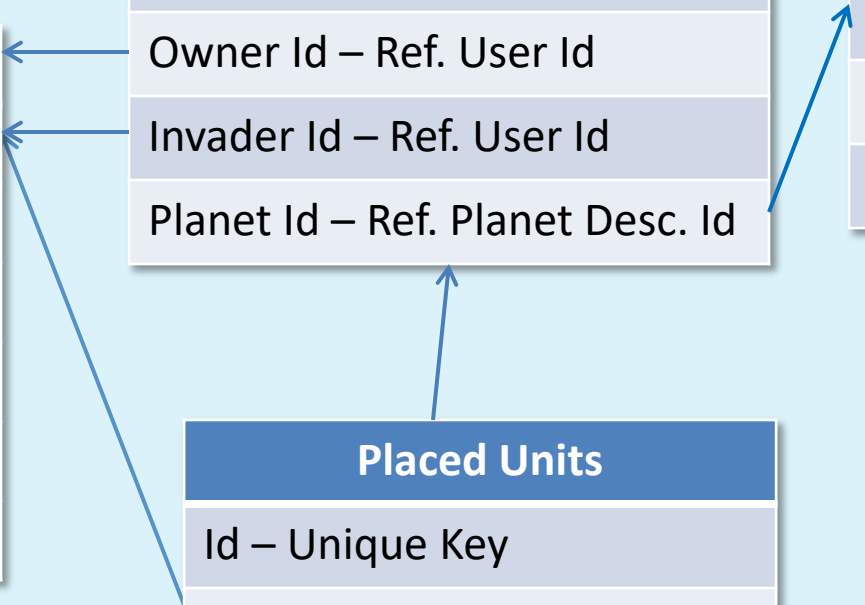 Owner Id – Ref. User Id
Invader Id – Ref. User Id
Planet Id – Ref. Planet Desc. Id
Placed Units
Id – Unique Key